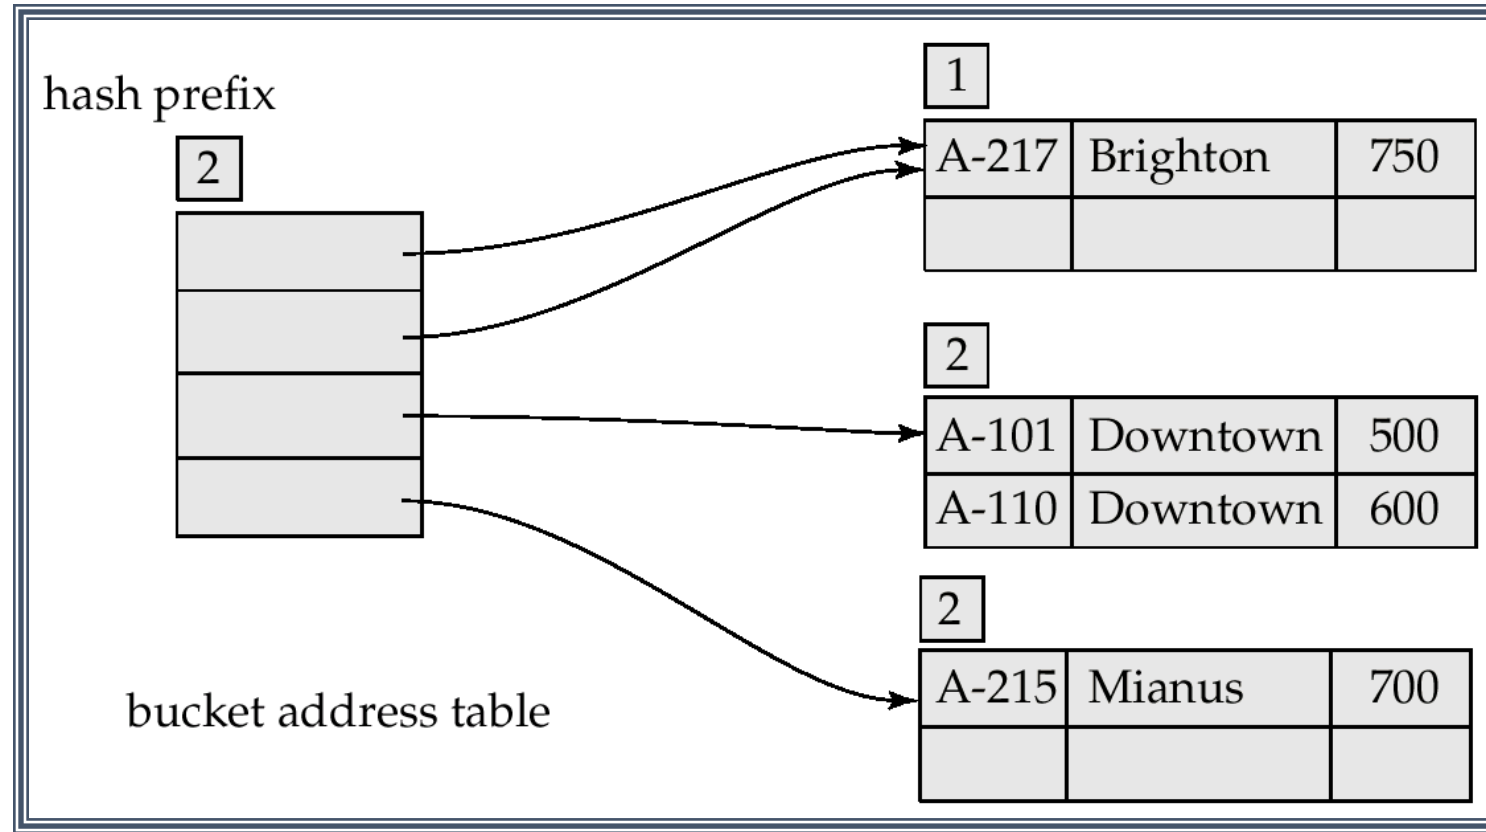 hash prefix
2
1
A-217 Brighton 750
2
A-101 Downtown 500
A-110 Downtown 600
2
A-215 Mianus 700
bucket address table